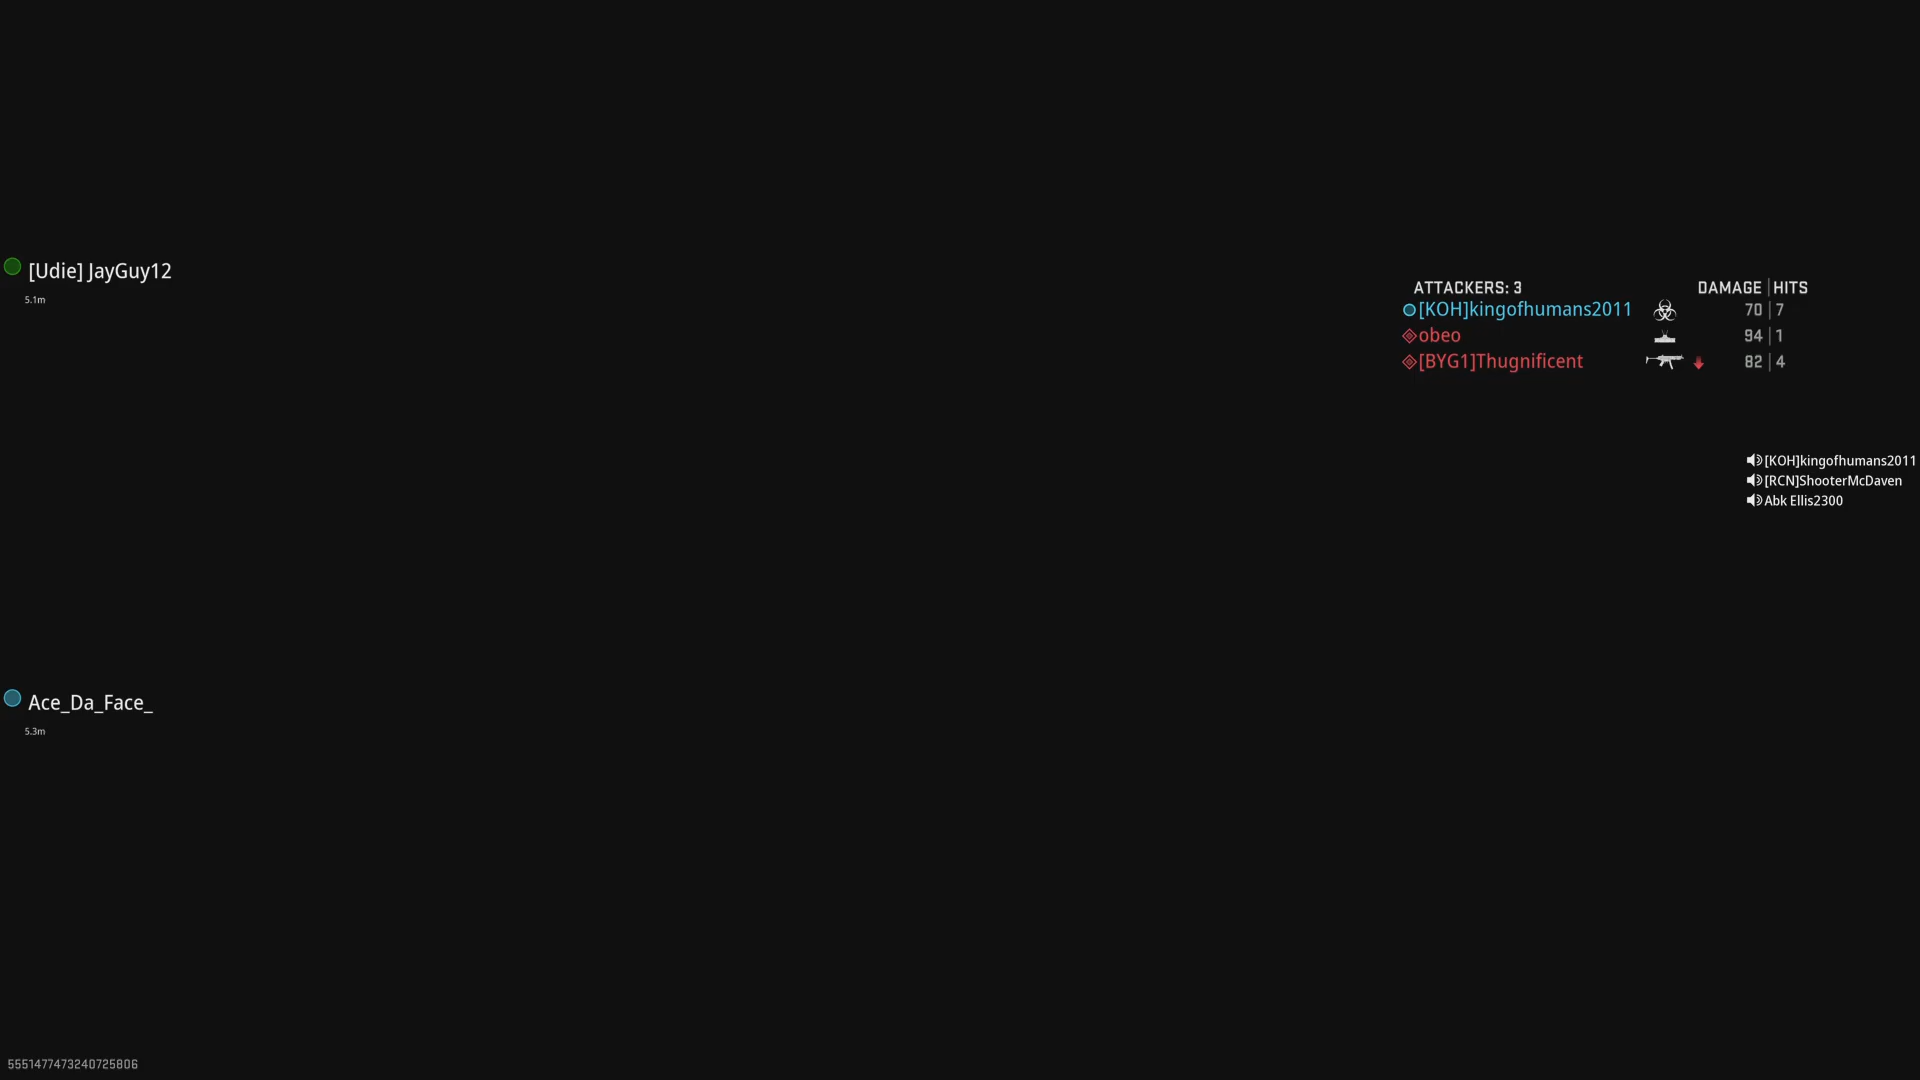 [Udie] JayGuy12
5.1m
ATTACKERS: 3 DAMAGE | HITS
[KOH]kingofhumans2011 70 | 7
obeo 94 | 1
[BYG1]Thugnificent 82 | 4
[KOH]kingofhumans2011
[RCN]ShooterMcDaven
Abk Ellis2300
Ace_Da_Face_
5.3m
5551477473240725806